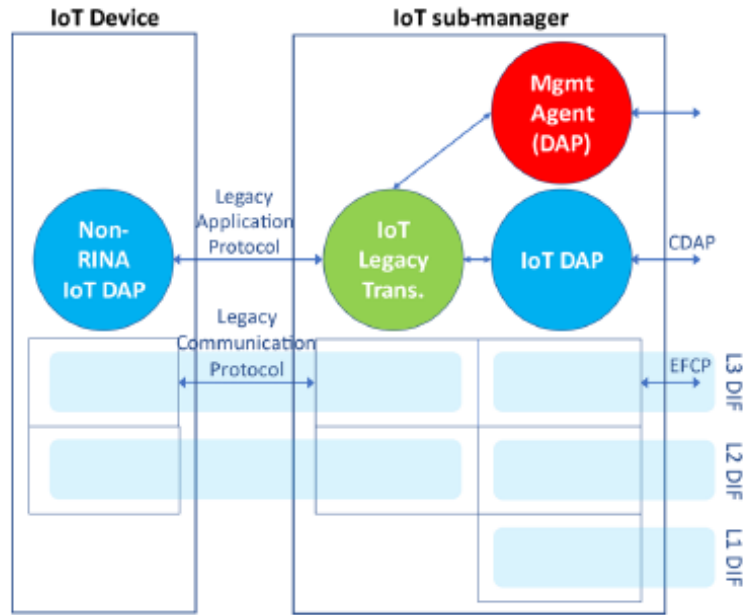 IoT Device
IoT sub-manager
Mgmt
Agent
(DAP)
Legacy
Application
Protocol
Non-
RINA
IoT DAP
IoT
Legacy
Trans.
IoT DAP
CDAP
Legacy
Communication
Protocol
EFCP
L3 DIF
L2 DIF
L1 DIF